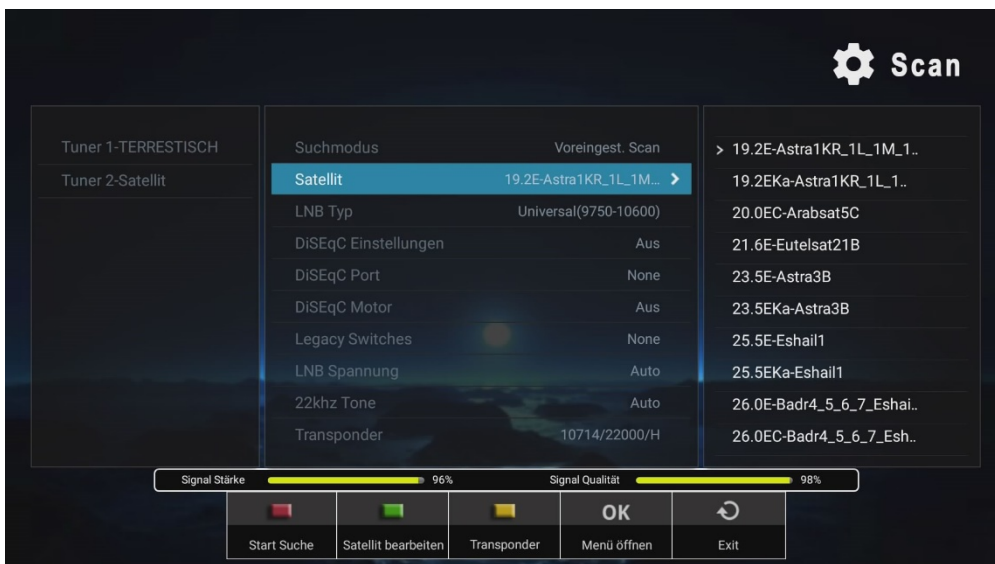 Scan
Tuner 1-TERRESTISCH
Tuner 2-Satellit
Suchmodus Voreingest. Scan
Satellit 19.2E-Astra1KR_1L_1M... >
LNB Typ Universal(9750-10600)
DiSEqC Einstellungen Aus
DiSEqC Port None
DiSEqC Motor Aus
Legacy Switches None
LNB Spannung Auto
22khz Tone Auto
Transponder 10714/22000/H
> 19.2E-Astra1KR_1L_1M_1..
19.2EKa-Astra1KR_1L_1..
20.0EC-Arabsat5C
21.6E-Eutelsat21B
23.5E-Astra3B
23.5EKa-Astra3B
25.5E-Eshail1
25.5EKa-Eshail1
26.0E-Badr4_5_6_7_Eshai..
26.0EC-Badr4_5_6_7_Esh..
Signal Stärke 96% Signal Qualität 98%
OK
Start Suche Satellit bearbeiten Transponder Menü öffnen Exit